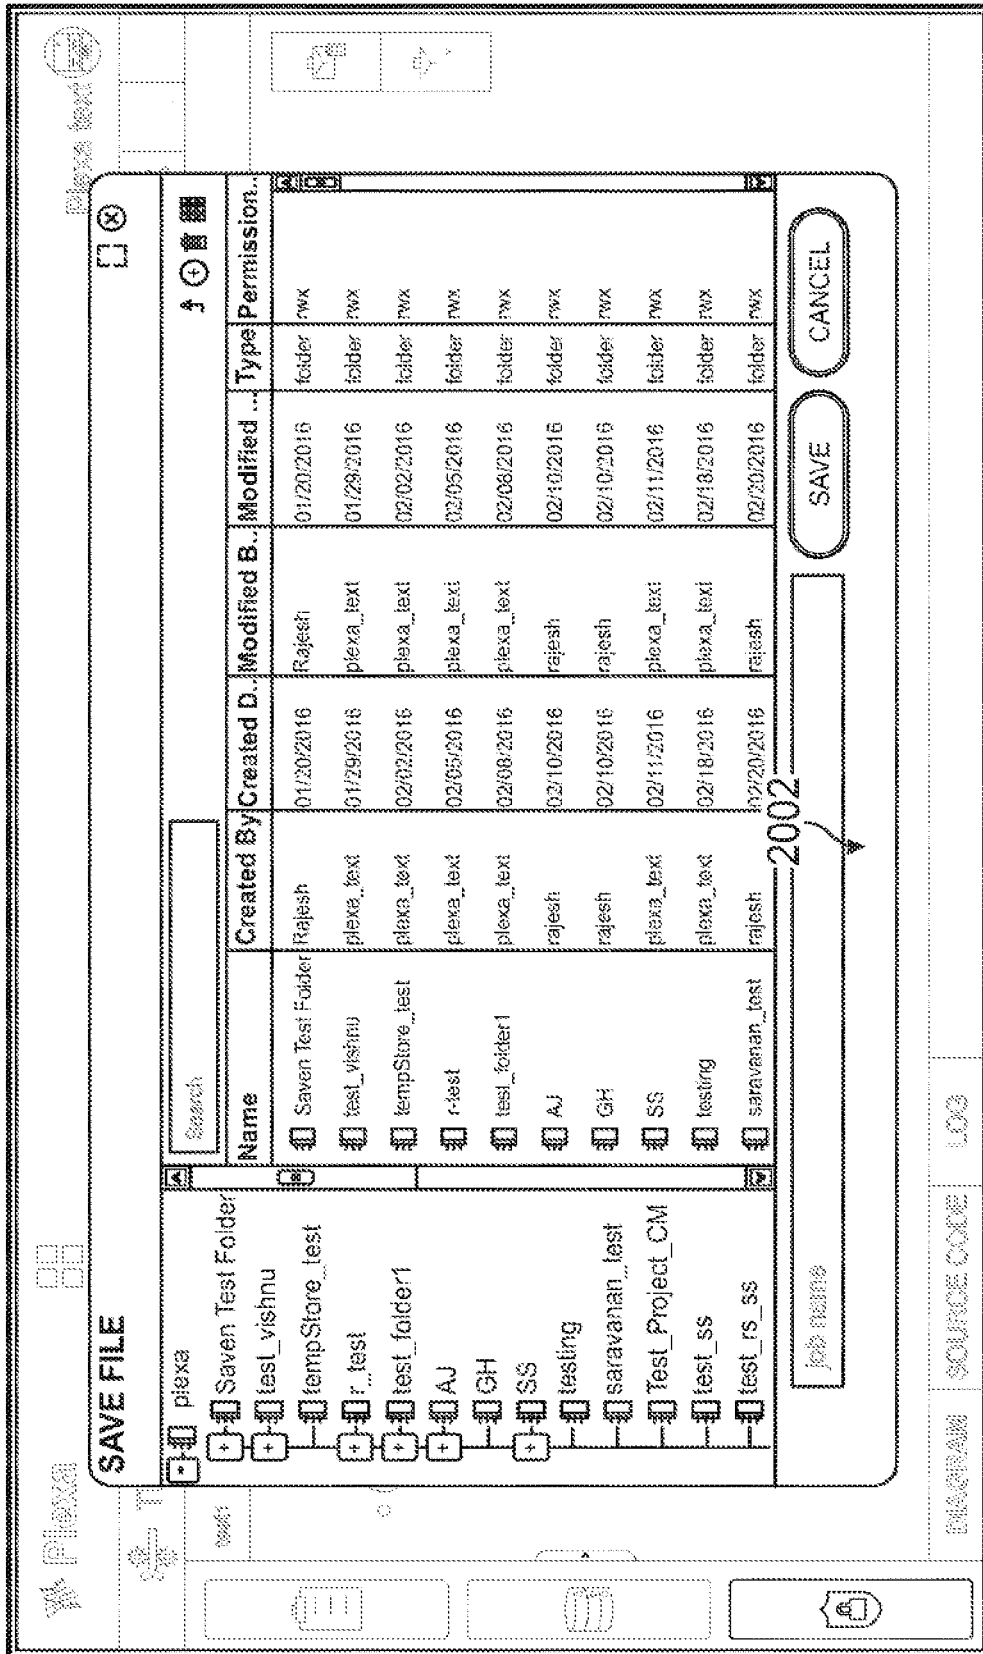 Plexa
Plexa text
SAVE FILE
plexa
Saven Test Folder
test_vishnu
tempStore_test
r_test
test_folder1
AJ
GH
SS
testing
saravanan_test
Test_Project_CM
test_ss
test_rs_ss
Search
Name Created By Created D.. Modified B.. Modified ... Type Permission..
Saven Test Folder Rajesh 01/20/2016 Rajesh 01/20/2016 folder rwx
test_vishnu plexa_text 01/29/2016 plexa_text 01/29/2016 folder rwx
tempStore_test plexa_text 02/02/2016 plexa_text 02/02/2016 folder rwx
r-test plexa_text 02/05/2016 plexa_text 02/05/2016 folder rwx
test_folder1 plexa_text 02/08/2016 plexa_text 02/08/2016 folder rwx
AJ rajesh 02/10/2016 rajesh 02/10/2016 folder rwx
GH rajesh 02/10/2016 rajesh 02/10/2016 folder rwx
SS plexa_text 02/11/2016 plexa_text 02/11/2016 folder rwx
testing plexa_text 02/18/2016 plexa_text 02/18/2016 folder rwx
saravanan_test rajesh 02/20/2016 rajesh 02/20/2016 folder rwx
2002
job name
SAVE
CANCEL
DIAGRAM
SOURCE CODE
LOG